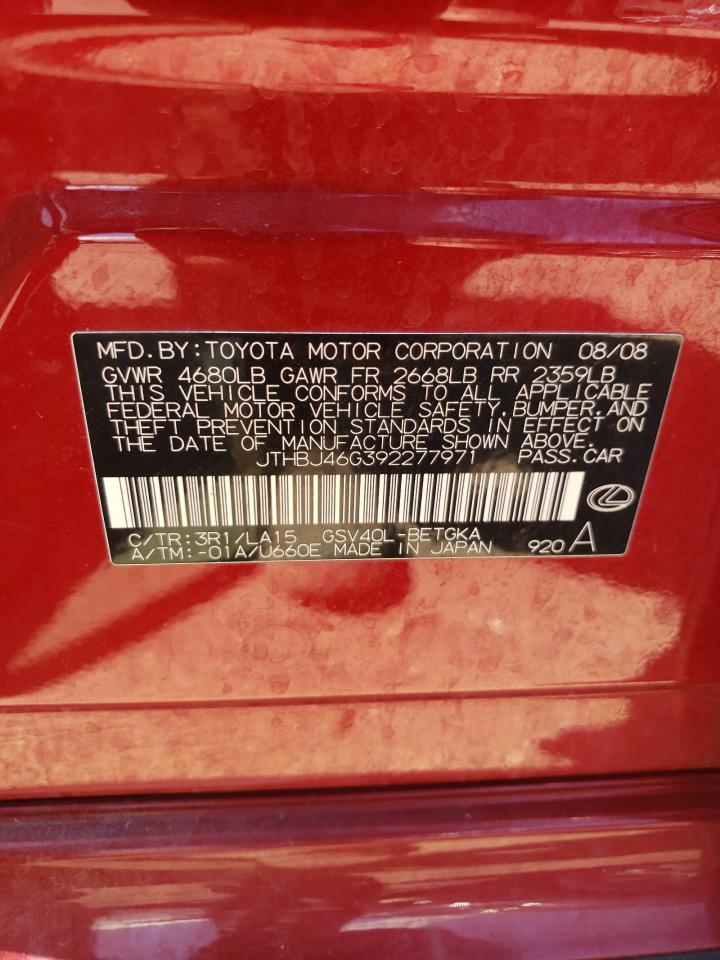 MFD.BY:TOYOTA MOTOR CORPORATION 08/08
GVWR 4680LB GAWR FR 2668LB RR 2359LB
THIS VEHICLE CONFORMS TO ALL APPLICABLE
FEDERAL MOTOR VEHICLE SAFETY,BUMPER,AND
THEFT PREVENTION STANDARDS IN EFFECT ON
THE DATE OF MANUFACTURE SHOWN ABOVE.
JTHBJ46G392277971 PASS.CAR
C/TR:3R1/LA15 GSV40L-BETGKA
A/TM:-01A/U660E MADE IN JAPAN 920 A